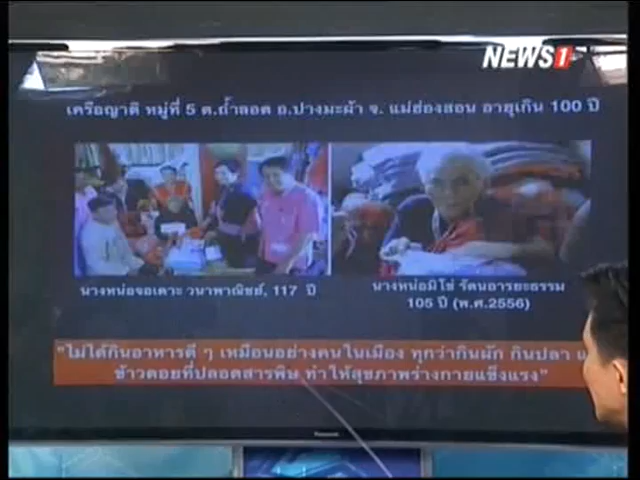 NEWS1
เครือญาติ หมู่ที่ 5 ต.ถ้ำลอด อ.ปางมะผ้า จ. แม่ฮ่องสอน อายุเกิน 100 ปี
นางหน่อจอเคาะ วนาพาณิชย์, 117 ปี
นางหน่อมิโช่ รัตนอารยะธรรม
105 ปี (พ.ศ.2556)
"ไม่ได้กินอาหารดี ๆ เหมือนอย่างคนในเมือง ทุกว่ากินผัก กินปลา แ
ข้าวดอยที่ปลอดสารพิษ ทำให้สุขภาพร่างกายแข็งแรง"
Panasonic